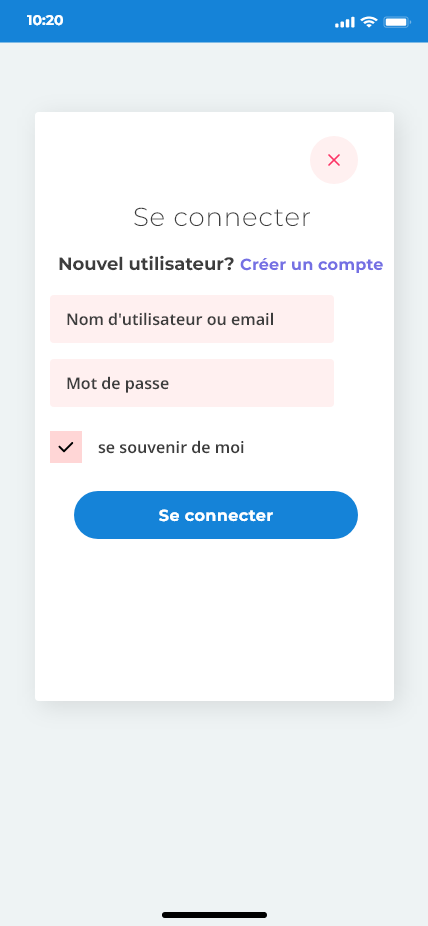 10:20
Se connecter
Nouvel utilisateur? Créer un compte
Nom d'utilisateur ou email
Mot de passe
se souvenir de moi
Se connecter